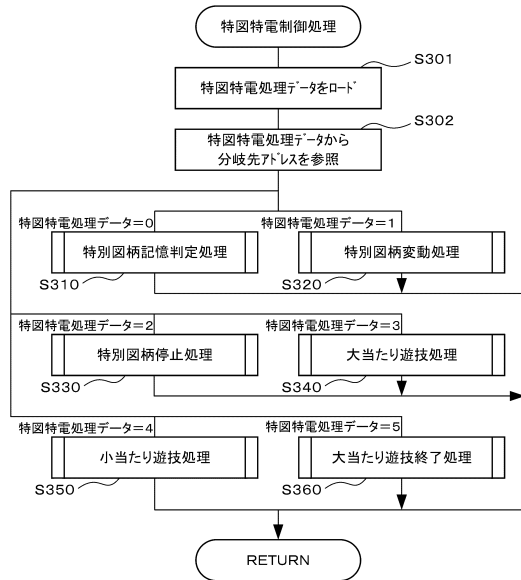 特図特電制御処理
S301
特図特電処理データをロード
S302
特図特電処理データから
分岐先アドレスを参照
特図特電処理データ=0
特図特電処理データ=1
特別図柄記憶判定処理
特別図柄変動処理
S310
S320
特図特電処理データ=2
特図特電処理データ=3
特別図柄停止処理
大当たり遊技処理
S330
S340
特図特電処理データ=4
特図特電処理データ=5
小当たり遊技処理
大当たり遊技終了処理
S350
S360
RETURN